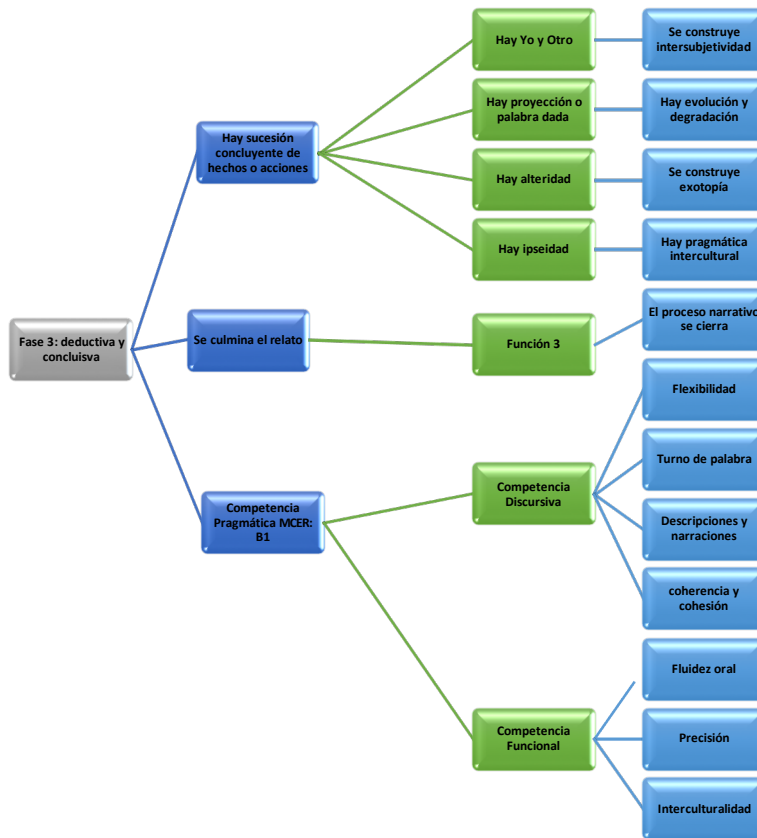 Hay Yo y Otro
Se construye
intersubjetividad
Hay proyección o
palabra dada
Hay evolución y
degradación
Hay sucesión
concluyente de
hechos o acciones
Hay alteridad
Se construye
exotopía
Hay ipseidad
Hay pragmática
intercultural
Fase 3: deductiva y
concluisva
Se culmina el relato
Función 3
El proceso narrativo
se cierra
Flexibilidad
Turno de palabra
Competencia
Pragmática MCER:
B1
Competencia
Discursiva
Descripciones y
narraciones
coherencia y
cohesión
Fluidez oral
Competencia
Funcional
Precisión
Interculturalidad